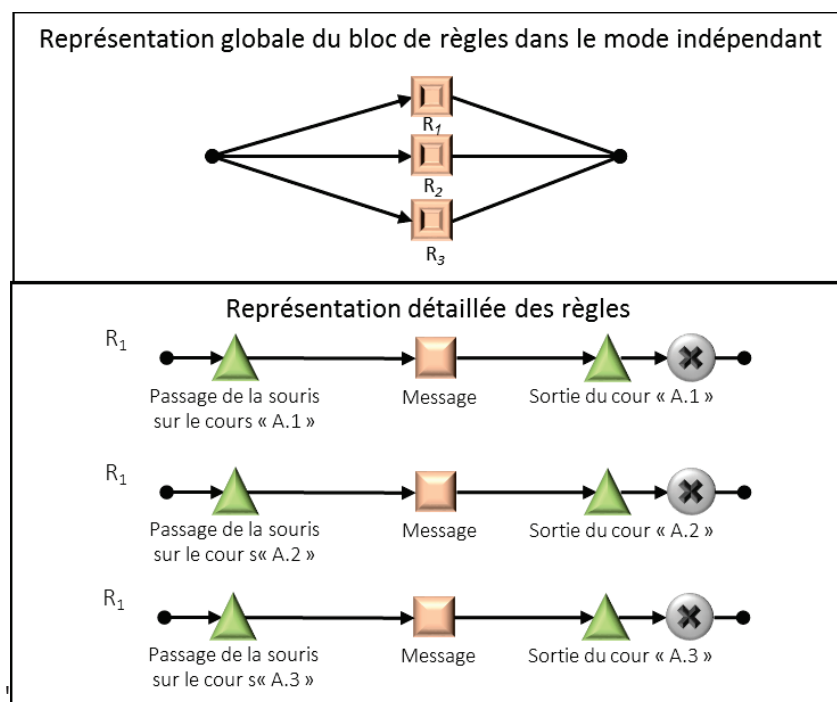 Représentation globale du bloc de règles dans le mode indépendant
R1
R2
R3
Représentation détaillée des règles
R1
Passage de la souris
sur le cours « A.1 »
Message
Sortie du cour « A.1 »
R1
Passage de la souris
sur le cour s« A.2 »
Message
Sortie du cour « A.2 »
R1
Passage de la souris
sur le cour s« A.3 »
Message
Sortie du cour « A.3 »